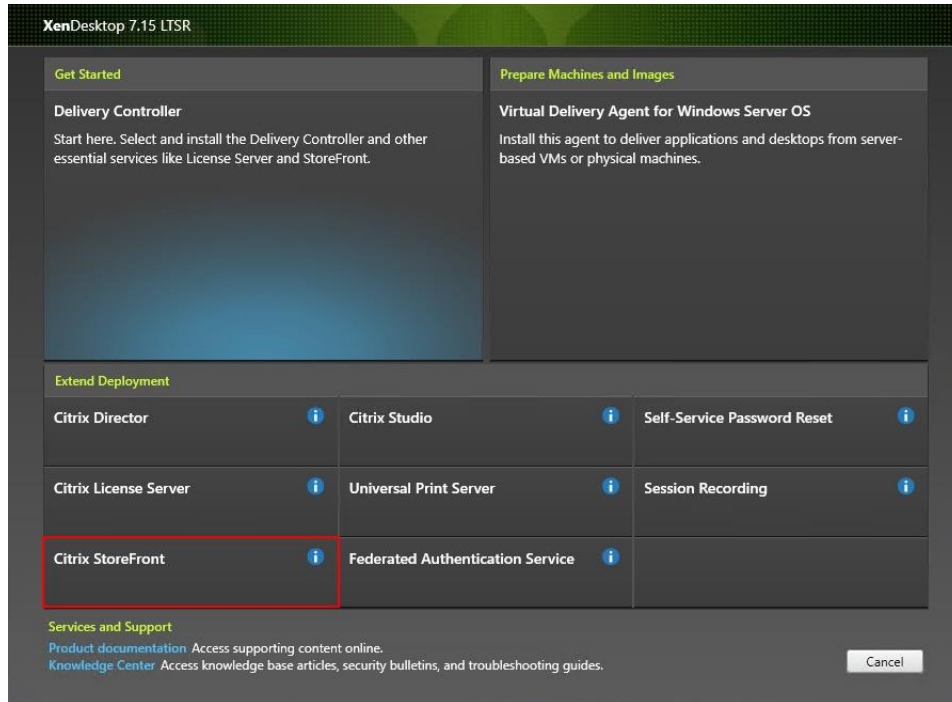 XenDesktop 7.15 LTSR
Get Started
Delivery Controller
Start here. Select and install the Delivery Controller and other
essential services like License Server and StoreFront.
Prepare Machines and Images
Virtual Delivery Agent for Windows Server OS
Install this agent to deliver applications and desktops from server-
based VMs or physical machines.
Extend Deployment
Citrix Director
Citrix Studio
Self-Service Password Reset
Citrix License Server
Universal Print Server
Session Recording
Citrix StoreFront
Federated Authentication Service
Services and Support
Product documentation Access supporting content online.
Knowledge Center Access knowledge base articles, security bulletins, and troubleshooting guides.
Cancel